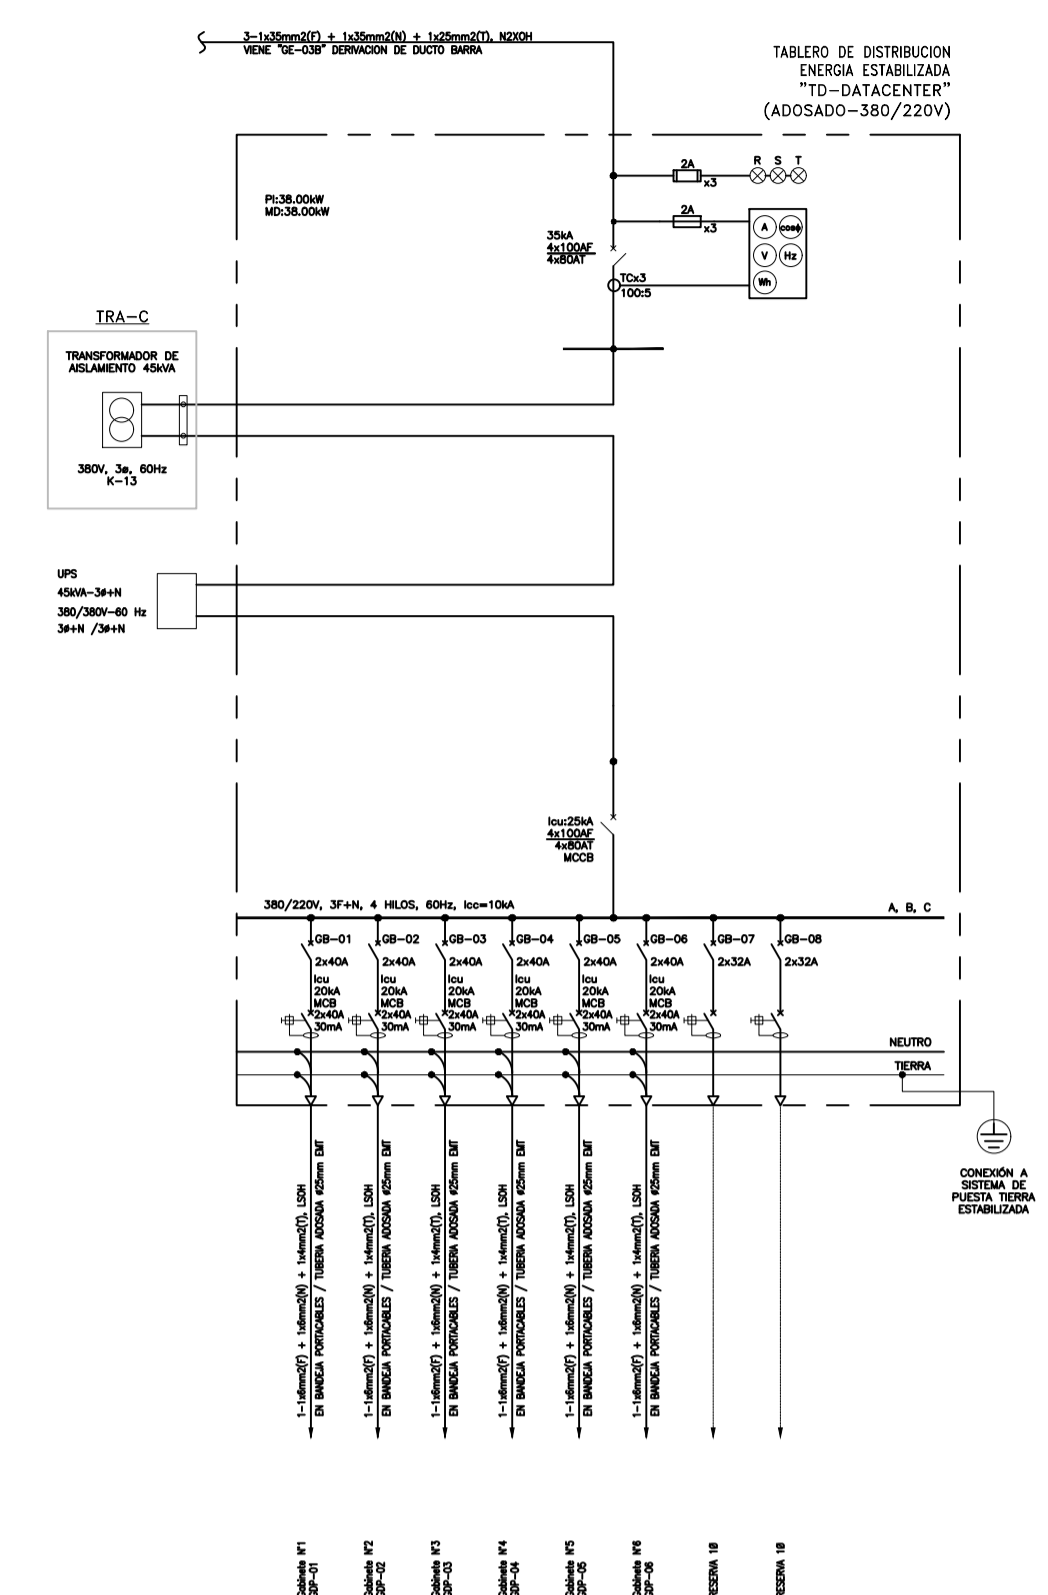 3-1x35mm2(F) + 1x35mm2(N) + 1x25mm2(T), N2XOH
VIENE "GE-03B" DERIVACION DE DUCTO BARRA
TABLERO DE DISTRIBUCION
ENERGIA ESTABILIZADA
"TD-DATACENTER"
(ADOSADO-380/220V)
PI:38.00kW
MD:38.00kW
2A
x3
R S T
2A
x3
A cosϕ
V Hz
Wh
35kA
4x100AF
4x80AT
TCx3
100:5
TRA-C
TRANSFORMADOR DE
AISLAMIENTO 45kVA
380V, 3ø, 60Hz
K-13
UPS
45kVA-3ø+N
380/380V-60 Hz
3ø+N /3ø+N
Icu:25kA
4x100AF
4x80AT
MCCB
380/220V, 3F+N, 4 HILOS, 60Hz, Icc=10kA
A, B, C
GB-01
2x40A
Icu
20kA
MCB
2x40A
30mA
GB-02
2x40A
Icu
20kA
MCB
2x40A
30mA
GB-03
2x40A
Icu
20kA
MCB
2x40A
30mA
GB-04
2x40A
Icu
20kA
MCB
2x40A
30mA
GB-05
2x40A
Icu
20kA
MCB
2x40A
30mA
GB-06
2x40A
Icu
20kA
MCB
2x40A
30mA
GB-07
2x32A
GB-08
2x32A
NEUTRO
TIERRA
CONEXIÓN A
SISTEMA DE
PUESTA TIERRA
ESTABILIZADA
1-1x6mm2(F) + 1x6mm2(N) + 1x4mm2(T), LSOH
EN BANDEJA PORTACABLES / TUBERIA ADOSADA ø25mm EMT
1-1x6mm2(F) + 1x6mm2(N) + 1x4mm2(T), LSOH
EN BANDEJA PORTACABLES / TUBERIA ADOSADA ø25mm EMT
1-1x6mm2(F) + 1x6mm2(N) + 1x4mm2(T), LSOH
EN BANDEJA PORTACABLES / TUBERIA ADOSADA ø25mm EMT
1-1x6mm2(F) + 1x6mm2(N) + 1x4mm2(T), LSOH
EN BANDEJA PORTACABLES / TUBERIA ADOSADA ø25mm EMT
1-1x6mm2(F) + 1x6mm2(N) + 1x4mm2(T), LSOH
EN BANDEJA PORTACABLES / TUBERIA ADOSADA ø25mm EMT
1-1x6mm2(F) + 1x6mm2(N) + 1x4mm2(T), LSOH
EN BANDEJA PORTACABLES / TUBERIA ADOSADA ø25mm EMT
Gabinete N°1
Gabinete N°2
Gabinete N°3
Gabinete N°4
Gabinete N°5
Gabinete N°6
RESERVA 1Ø
RESERVA 1Ø